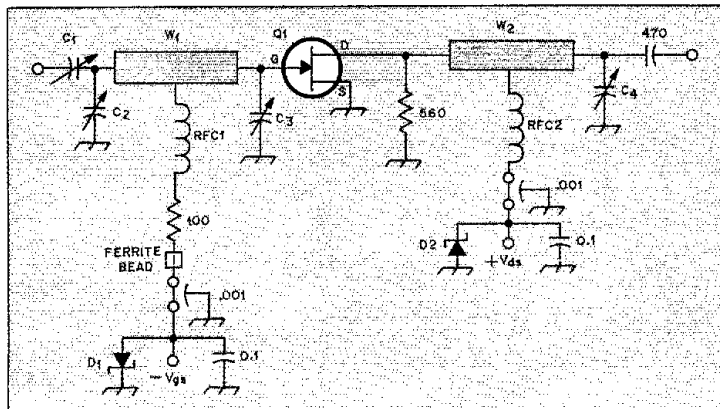 C1
W1
Q1
D
W2
470
G
S
C2
RFC1
C3
560
RFC2
C4
100
.001
FERRITE
BEAD
D2
0.1
+Vds
.001
D1
0.1
-Vgs